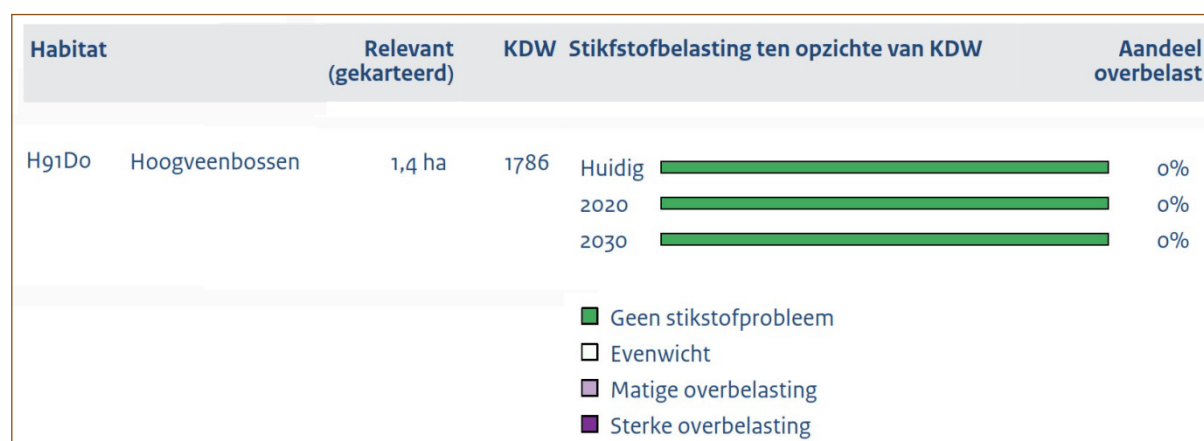 Habitat Relevant (gekarteerd) KDW Stikfstofbelasting ten opzichte van KDW Aandeel overbelast
H91D0 Hoogveenbossen 1,4 ha 1786 Huidig 0%
2020 0%
2030 0%
Geen stikstofprobleem
Evenwicht
Matige overbelasting
Sterke overbelasting